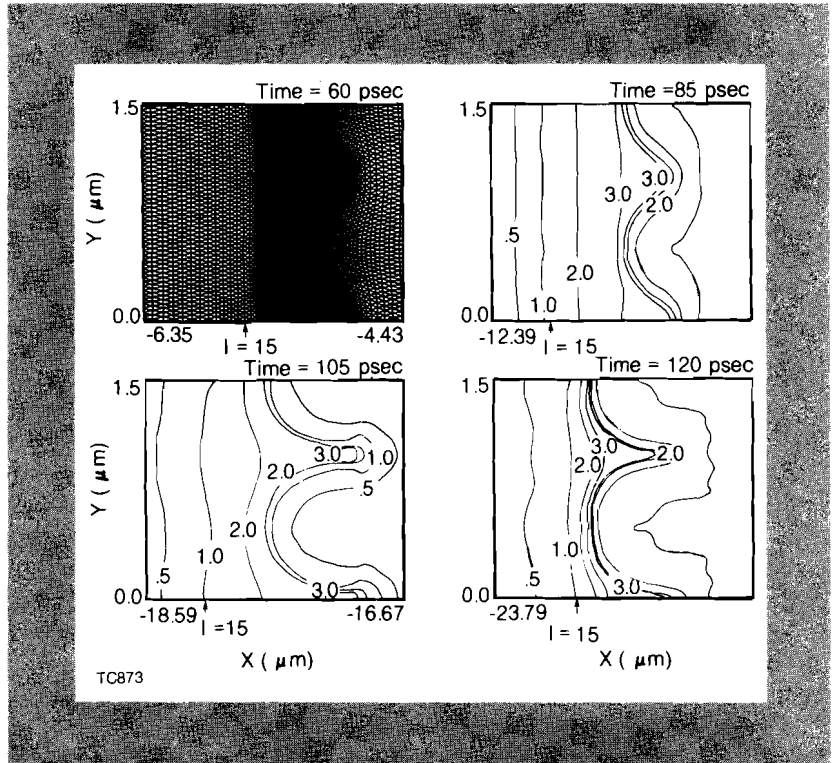 Time = 60 psec
1.5
Y ( μm)
0.0
-6.35
-4.43
I = 15
Time =85 psec
1.5
3.0
3.0
2.0
.5
2.0
1.0
0.0
-12.39
I = 15
Time = 105 psec
1.5
Y ( μm)
3.0
1.0
2.0
.5
2.0
1.0
.5
3.0
0.0
-18.59
-16.67
I =15
X ( μm)
Time = 120 psec
1.5
3.0
2.0
2.0
1.0
.5
3.0
0.0
-23.79
I = 15
X ( μm)
TC873